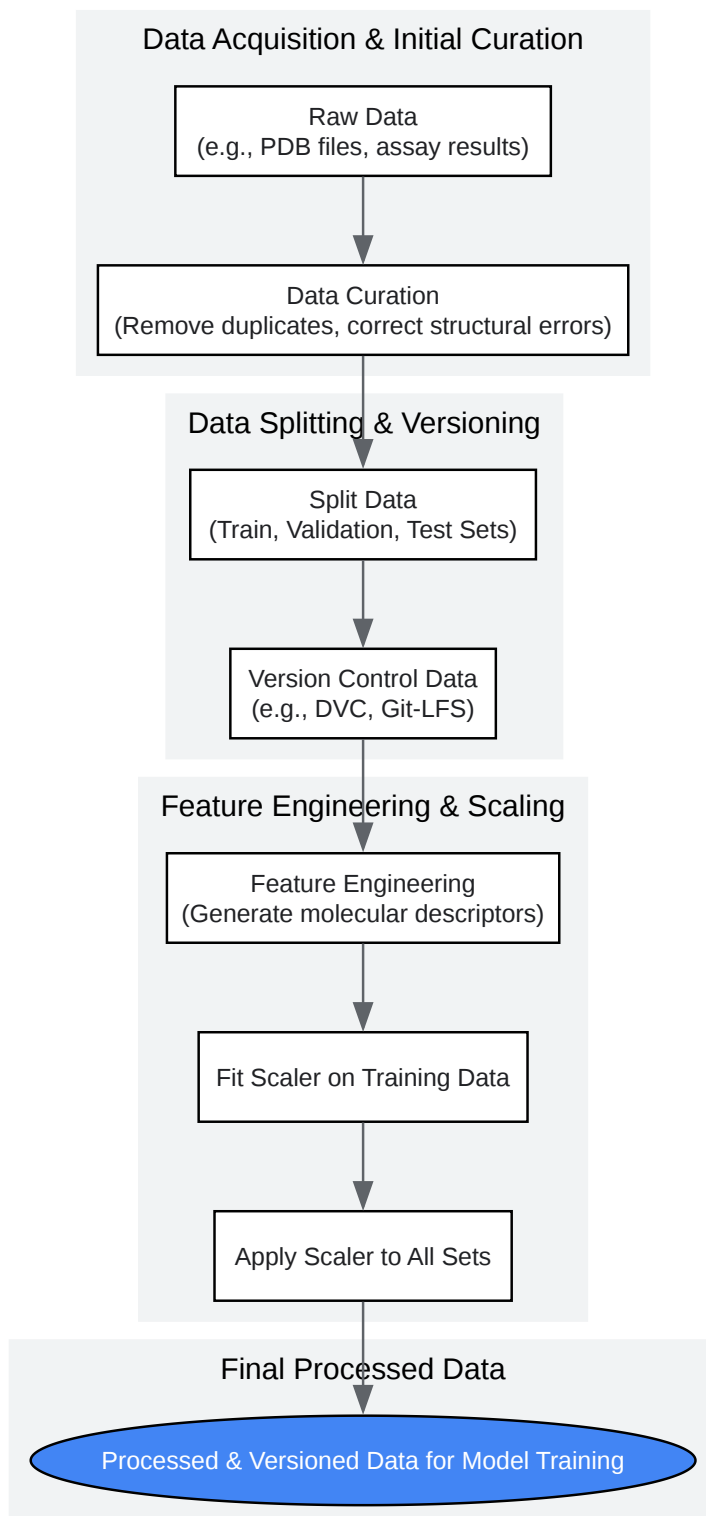 Data Acquisition & Initial Curation
Raw Data
(e.g., PDB files, assay results)
Data Curation
(Remove duplicates, correct structural errors)
Data Splitting & Versioning
Split Data
(Train, Validation, Test Sets)
Version Control Data
(e.g., DVC, Git-LFS)
Feature Engineering & Scaling
Feature Engineering
(Generate molecular descriptors)
Fit Scaler on Training Data
Apply Scaler to All Sets
Final Processed Data
Processed & Versioned Data for Model Training